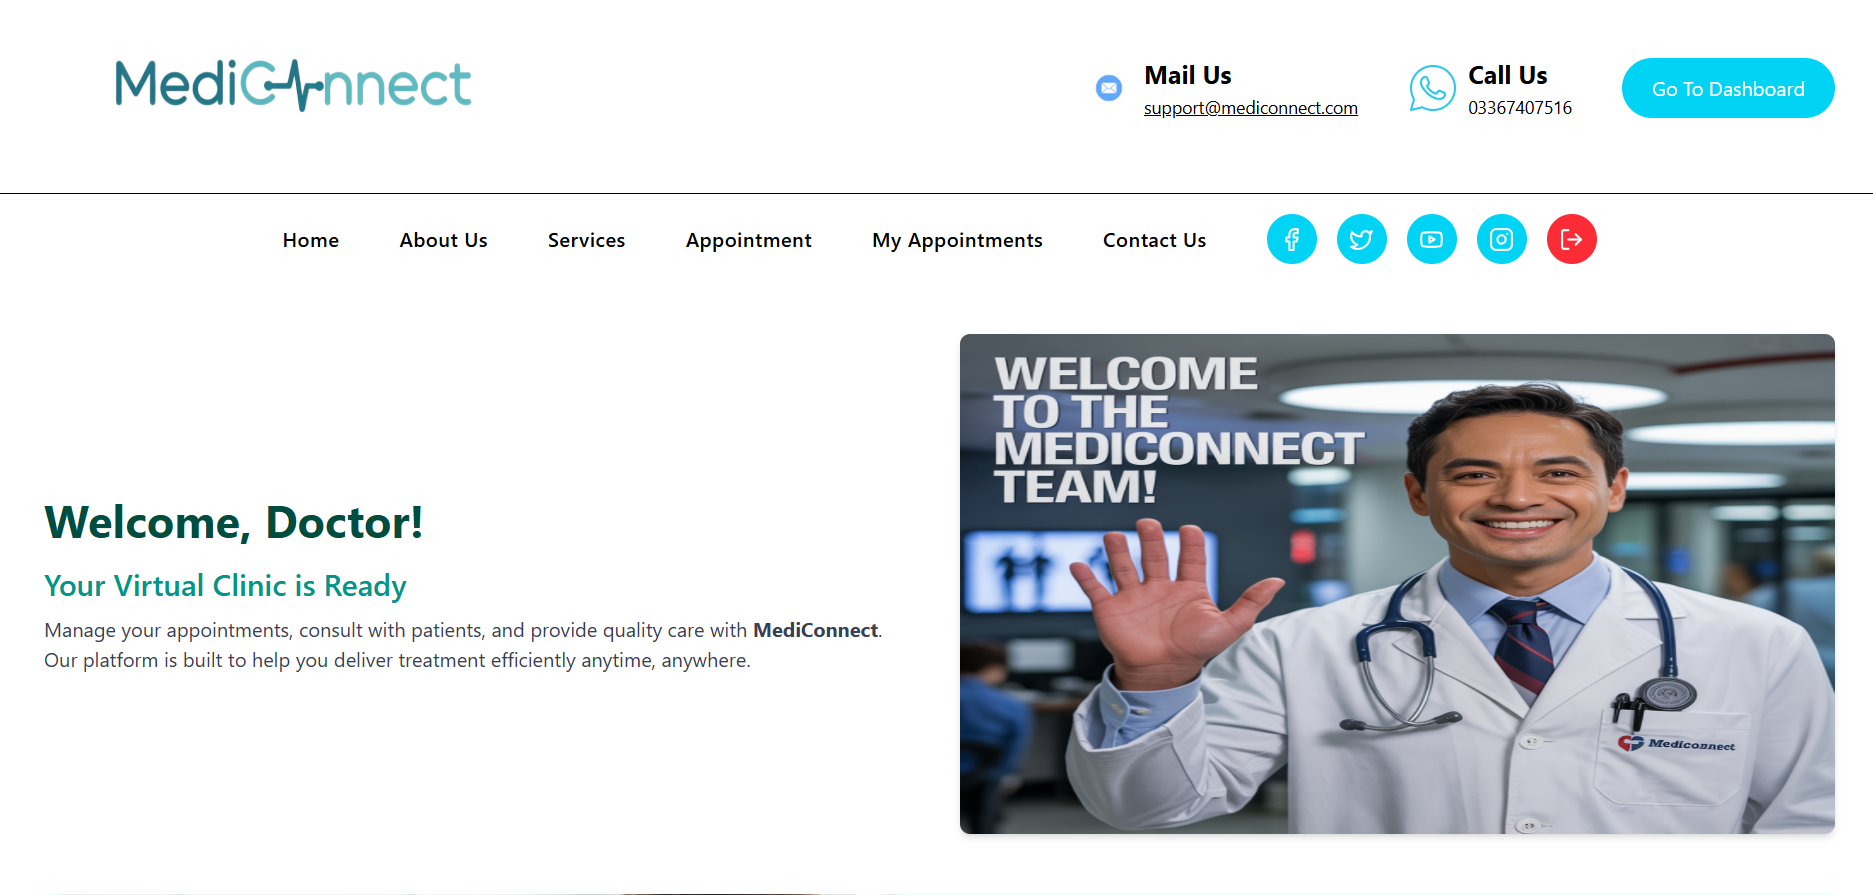 MediConnect
Mail Us
support@mediconnect.com
Call Us
03367407516
Go To Dashboard
Home
About Us
Services
Appointment
My Appointments
Contact Us
WELCOME
TO THE
MEDICONNECT
TEAM!
Welcome, Doctor!
Your Virtual Clinic is Ready
Manage your appointments, consult with patients, and provide quality care with MediConnect.
Our platform is built to help you deliver treatment efficiently anytime, anywhere.
Mediconnect